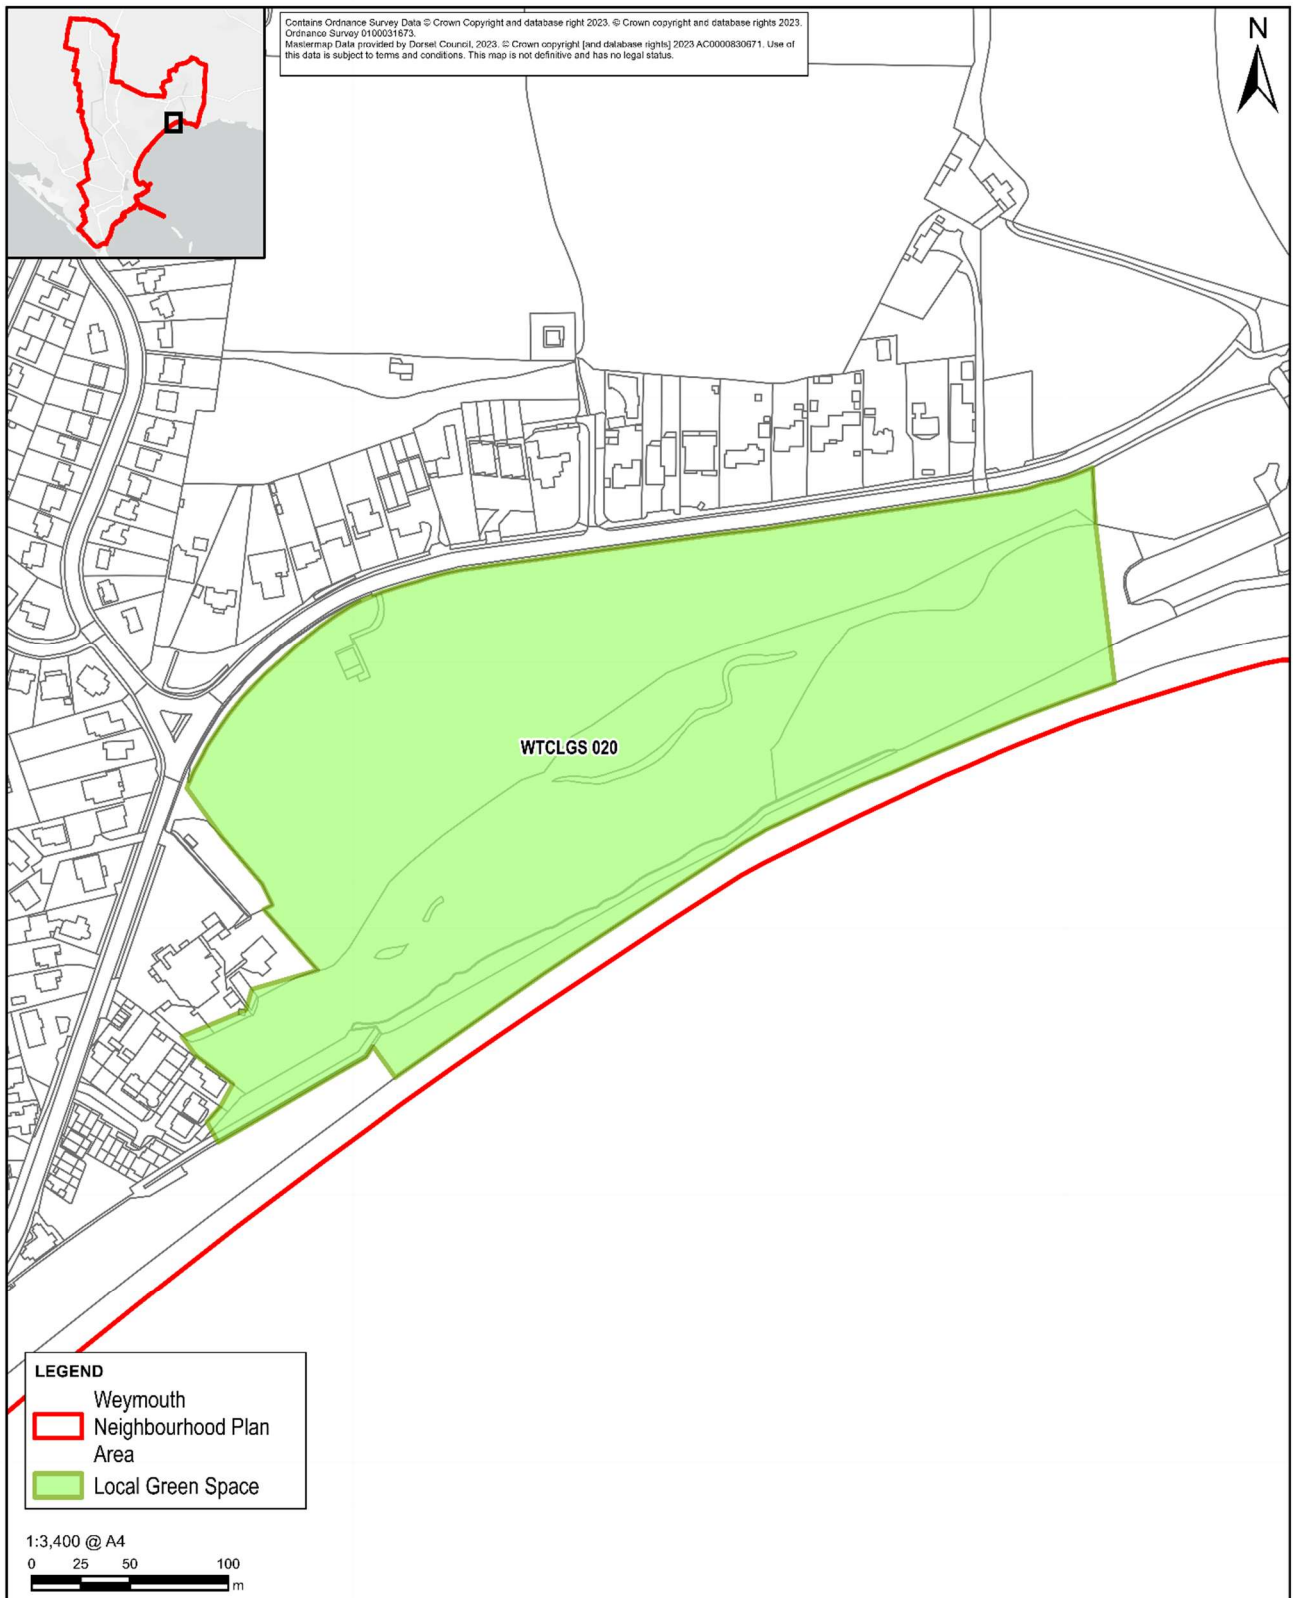 Contains Ordnance Survey Data © Crown Copyright and database right 2023. © Crown copyright and database rights 2023.
Ordnance Survey 0100031673.
Mastermap Data provided by Dorset Council, 2023. © Crown copyright [and database rights] 2023 AC0000830671. Use of
this data is subject to terms and conditions. This map is not definitive and has no legal status.
N
WTCLGS 020
LEGEND
Weymouth
Neighbourhood Plan
Area
Local Green Space
1:3,400 @ A4
0 25 50 100
m